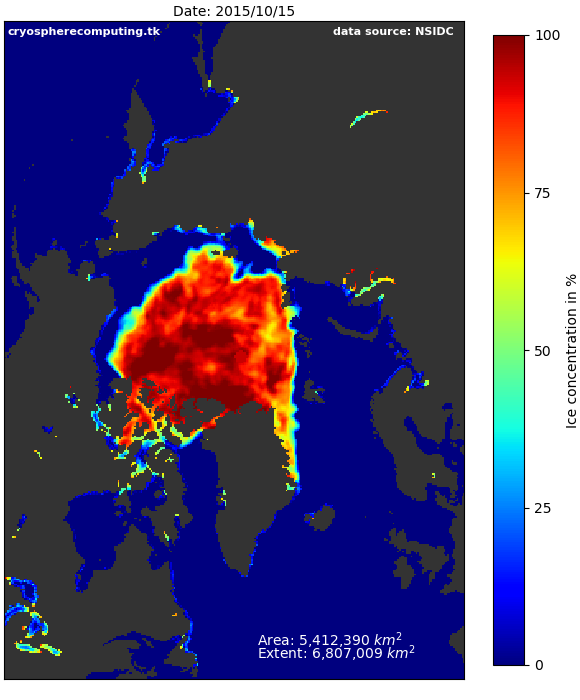 Date: 2015/10/15
cryospherecomputing.tk data source: NSIDC
100
75
50
25
0
Ice concentration in %
Area: 5,412,390 km²
Extent: 6,807,009 km²